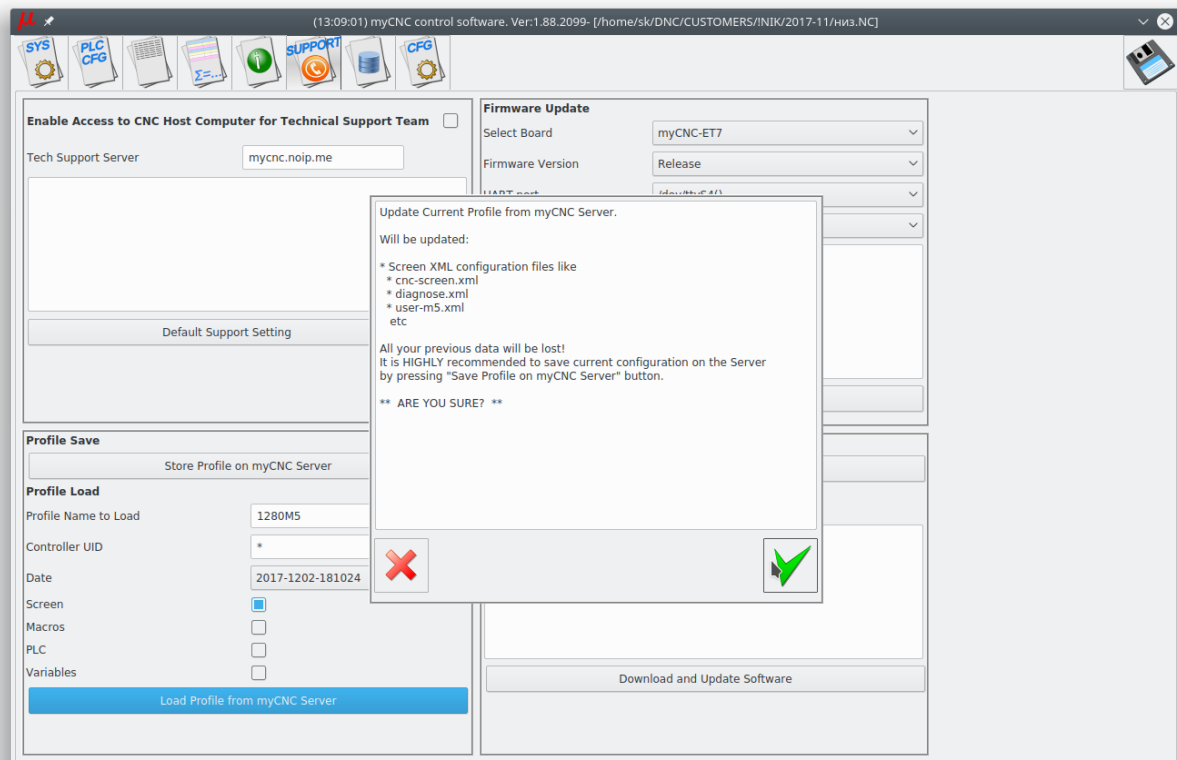 (13:09:01) myCNC control software. Ver:1.88.2099- [/home/sk/DNC/CUSTOMERS/!NIK/2017-11/низ.NC]
SYS
PLC
CFG
Σ=...
SUPPORT
CFG
Enable Access to CNC Host Computer for Technical Support Team
Tech Support Server
mycnc.noip.me
Default Support Setting
Firmware Update
Select Board
myCNC-ET7
Firmware Version
Release
UART port
/dev/ttyS4()
Update Current Profile from myCNC Server.
Will be updated:
* Screen XML configuration files like
* cnc-screen.xml
* diagnose.xml
* user-m5.xml
etc
All your previous data will be lost!
It is HIGHLY recommended to save current configuration on the Server
by pressing "Save Profile on myCNC Server" button.
** ARE YOU SURE? **
Profile Save
Store Profile on myCNC Server
Profile Load
Profile Name to Load
1280M5
Controller UID
*
Date
2017-1202-181024
Screen
Macros
PLC
Variables
Load Profile from myCNC Server
Download and Update Software